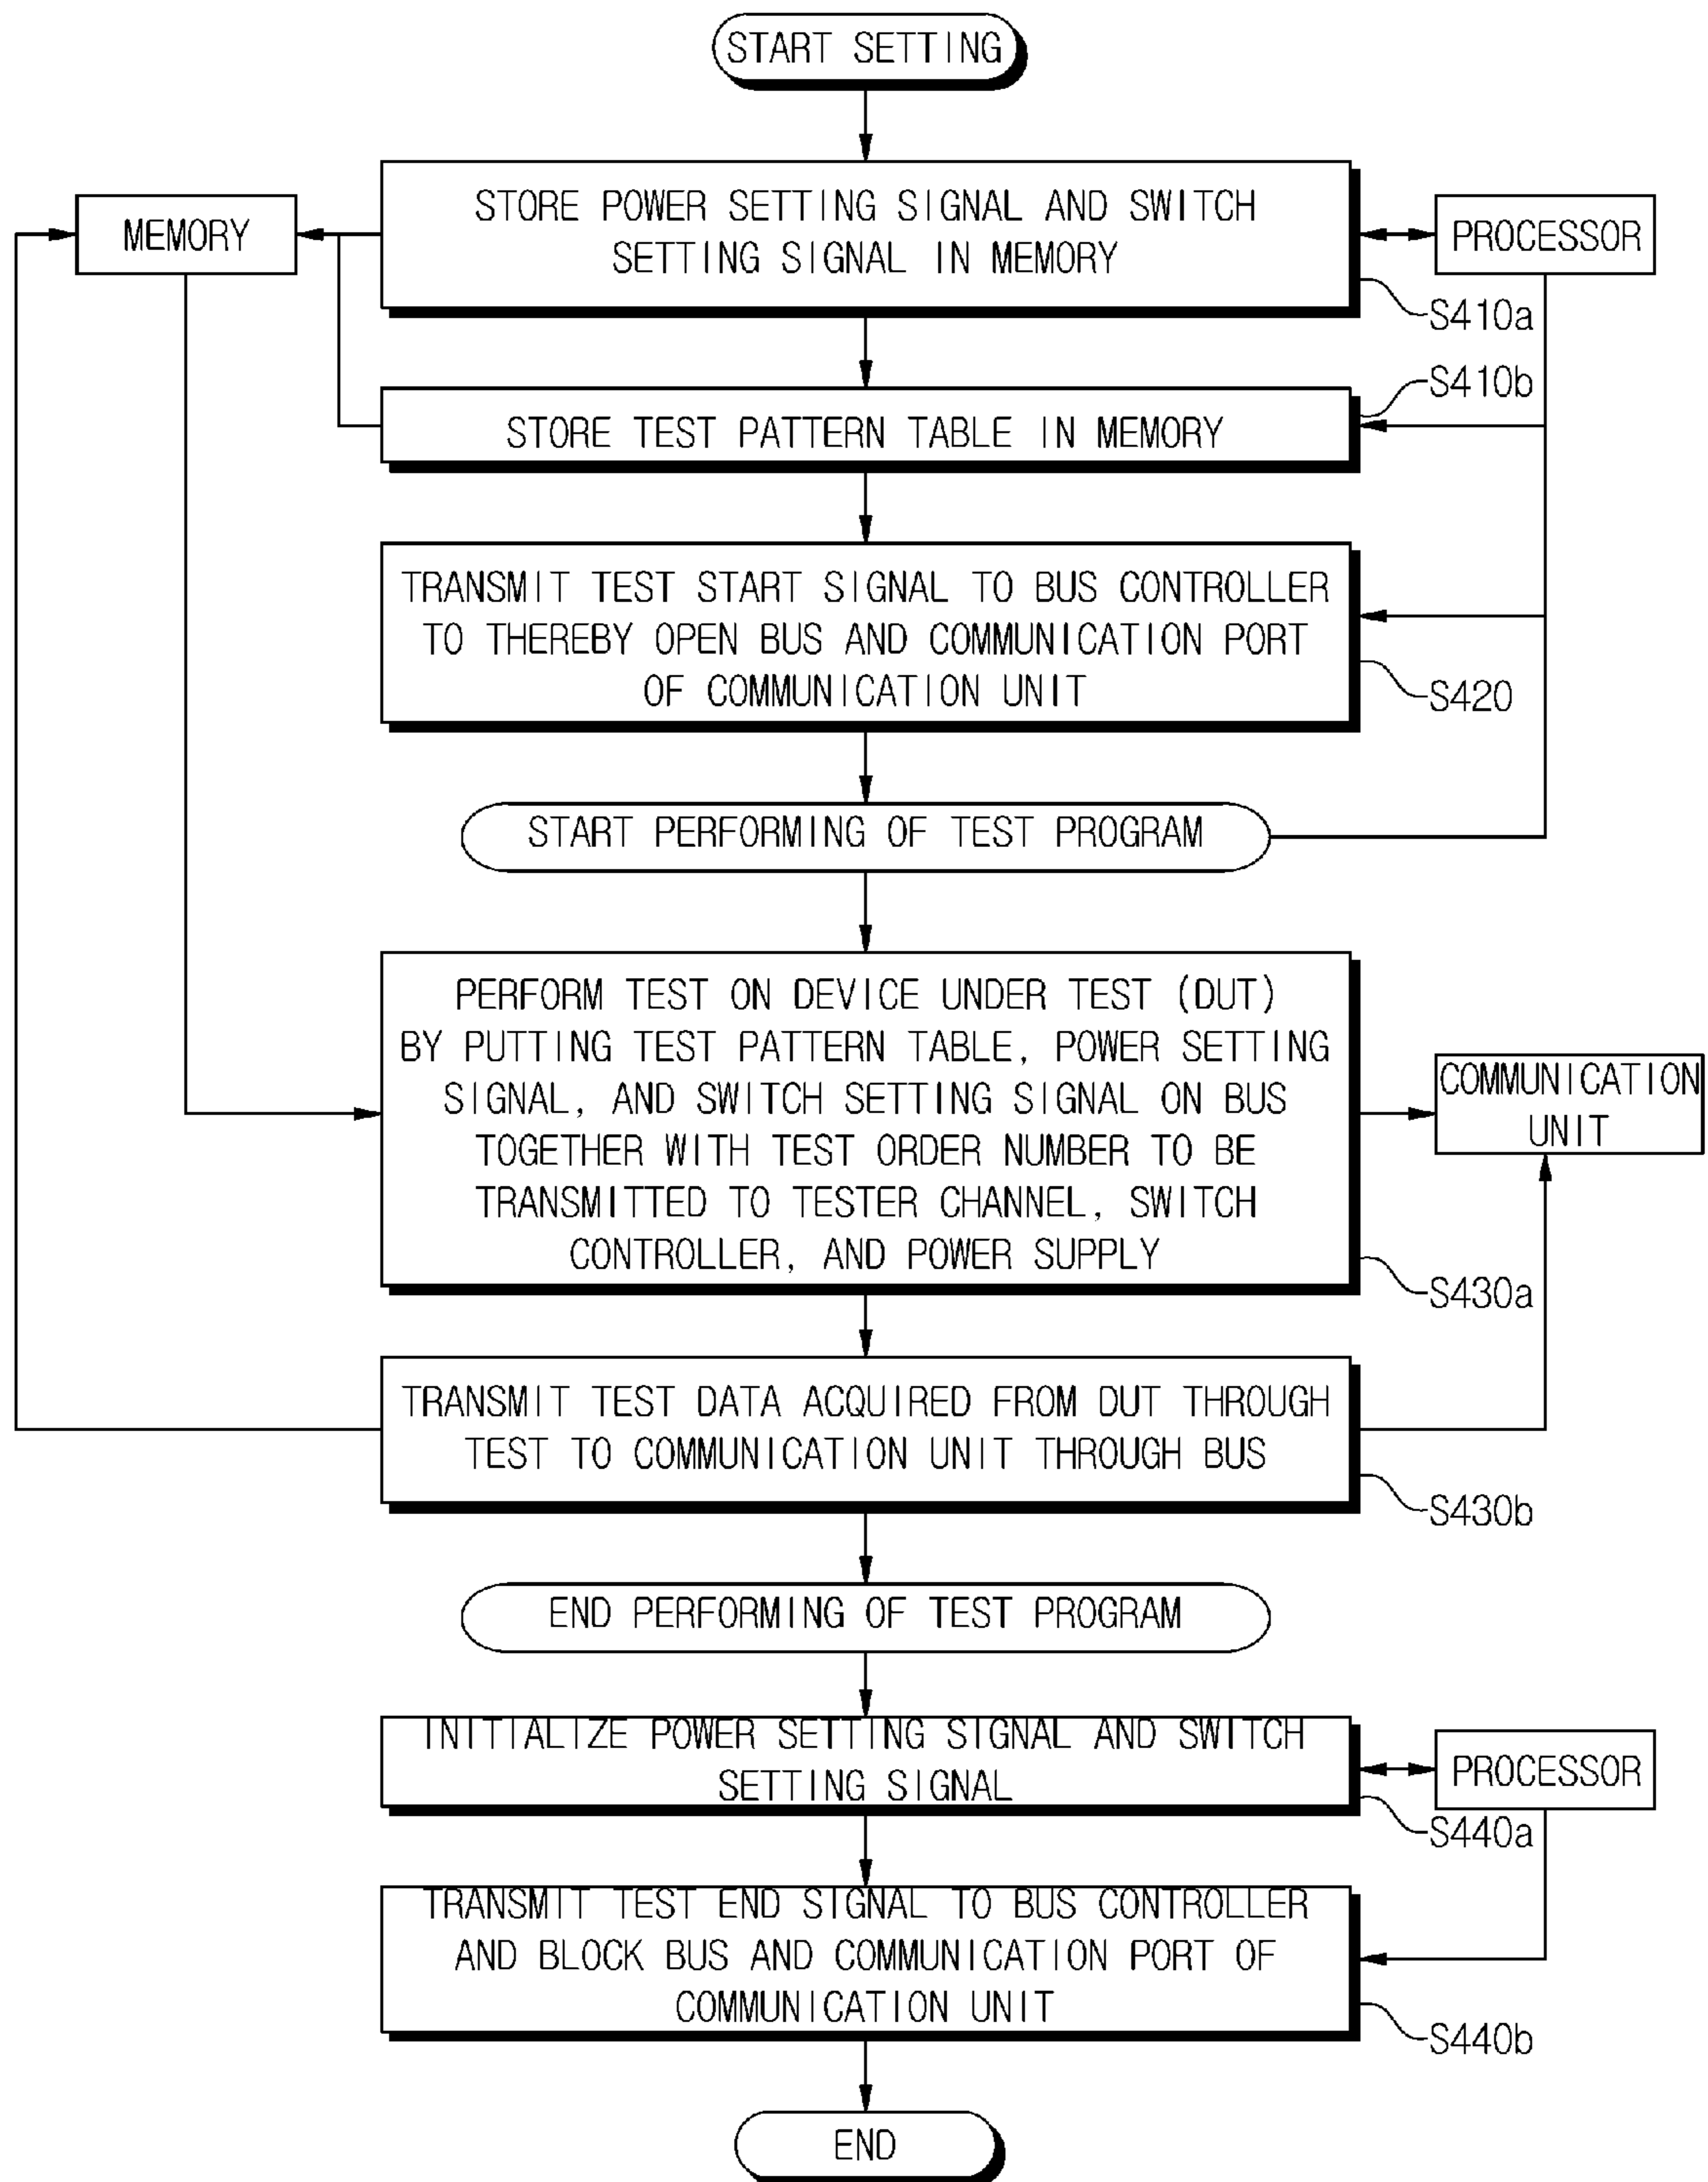 START SETTING
STORE POWER SETTING SIGNAL AND SWITCH
SETTING SIGNAL IN MEMORY
MEMORY
PROCESSOR
S410a
STORE TEST PATTERN TABLE IN MEMORY
S410b
TRANSMIT TEST START SIGNAL TO BUS CONTROLLER
TO THEREBY OPEN BUS AND COMMUNICATION PORT
OF COMMUNICATION UNIT
S420
START PERFORMING OF TEST PROGRAM
PERFORM TEST ON DEVICE UNDER TEST (DUT)
BY PUTTING TEST PATTERN TABLE, POWER SETTING
SIGNAL, AND SWITCH SETTING SIGNAL ON BUS
TOGETHER WITH TEST ORDER NUMBER TO BE
TRANSMITTED TO TESTER CHANNEL, SWITCH
CONTROLLER, AND POWER SUPPLY
COMMUNICATION
UNIT
S430a
TRANSMIT TEST DATA ACQUIRED FROM DUT THROUGH
TEST TO COMMUNICATION UNIT THROUGH BUS
S430b
END PERFORMING OF TEST PROGRAM
INITIALIZE POWER SETTING SIGNAL AND SWITCH
SETTING SIGNAL
PROCESSOR
S440a
TRANSMIT TEST END SIGNAL TO BUS CONTROLLER
AND BLOCK BUS AND COMMUNICATION PORT OF
COMMUNICATION UNIT
S440b
END